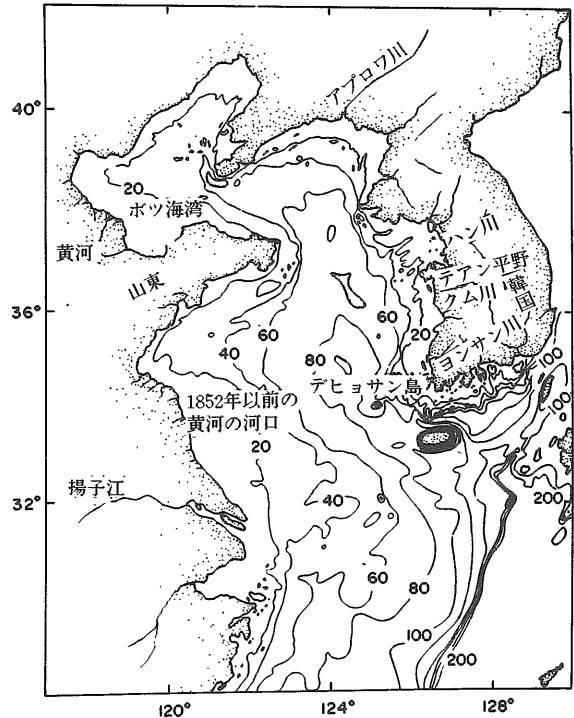 アプロワ川
40°
20
ボツ海湾
黄河
ハン川
テアン平野
クム川
韓国
山東
36°
60
60
20
ヨンサン川
40
80
100
デヒョサン島
100
1852年以前の
黄河の河口
20
揚子江
32°
40
200
60
80
100
200
120°
124°
128°